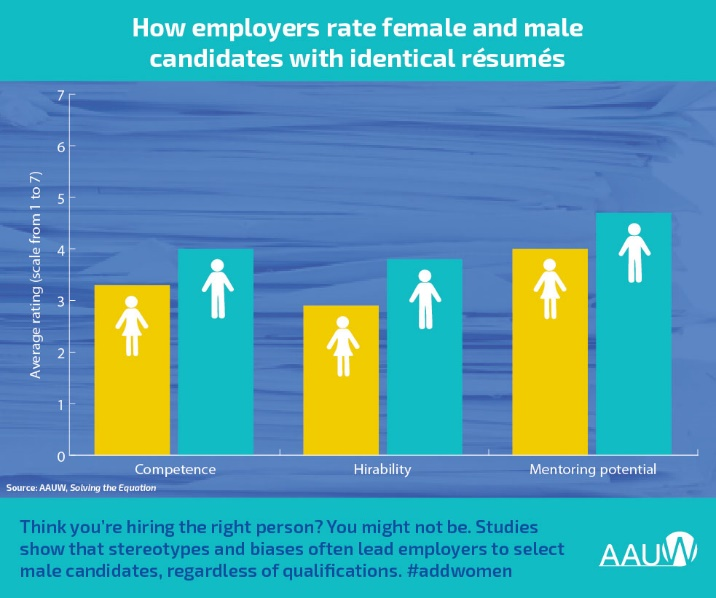 How employers rate female and male
candidates with identical résumés
Average rating (scale from 1 to 7)
7
6
5
4
3
2
1
0
Competence
Hirability
Mentoring potential
Source: AAUW, Solving the Equation
Think you're hiring the right person? You might not be. Studies
show that stereotypes and biases often lead employers to select
male candidates, regardless of qualifications. #addwomen
AAUW